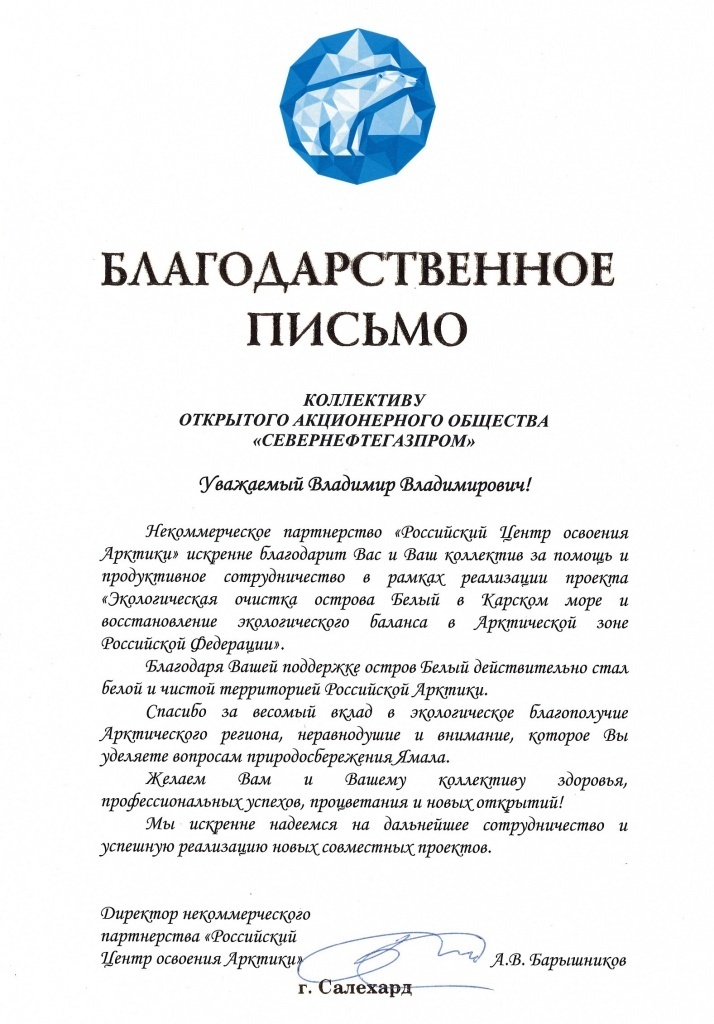 БЛАГОДАРСТВЕННОЕ
ПИСЬМО
КОЛЛЕКТИВУ
ОТКРЫТОГО АКЦИОНЕРНОГО ОБЩЕСТВА
«СЕВЕРНЕФТЕГАЗПРОМ»
Уважаемый Владимир Владимирович!
Некоммерческое партнерство «Российский Центр освоения
Арктики» искренне благодарит Вас и Ваш коллектив за помощь и
продуктивное сотрудничество в рамках реализации проекта
«Экологическая очистка острова Белый в Карском море и
восстановление экологического баланса в Арктической зоне
Российской Федерации».
Благодаря Вашей поддержке остров Белый действительно стал
белой и чистой территорией Российской Арктики.
Спасибо за весомый вклад в экологическое благополучие
Арктического региона, неравнодушие и внимание, которое Вы
уделяете вопросам природосбережения Ямала.
Желаем Вам и Вашему коллективу здоровья,
профессиональных успехов, процветания и новых открытий!
Мы искренне надеемся на дальнейшее сотрудничество и
успешную реализацию новых совместных проектов.
Директор некоммерческого
партнерства «Российский
Центр освоения Арктики» А.В. Барышников
г. Салехард